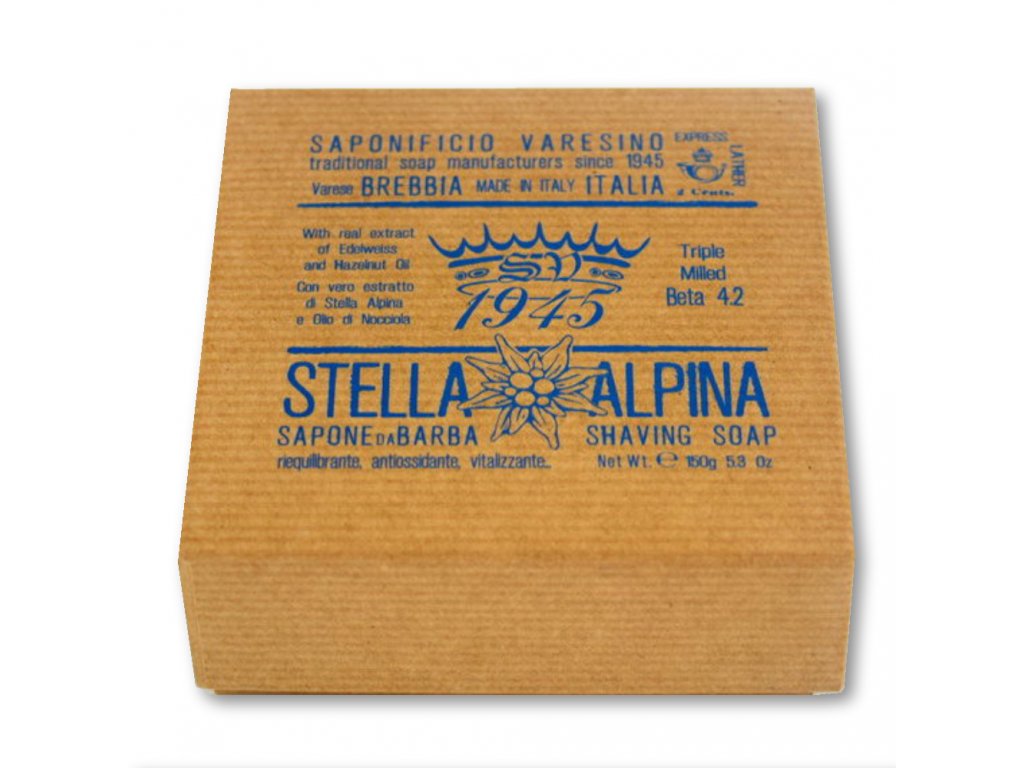 SAPONIFICIO VARESINO
traditional soap manufacturers since 1945
Varese BREBBIA MADE IN ITALY ITALIA
EXPRESS
LATHER
2 Cents.
With real extract
of Edelweiss
and Hazelnut Oil
Con vero estratto
di Stella Alpina
e Olio di Nocciola
SV
1945
Triple
Milled
Beta 4.2
STELLA ALPINA
SAPONE DA BARBA SHAVING SOAP
riequilibrante, antiossidante, vitalizzante... Net Wt. ℮ 150g 5.3 Oz